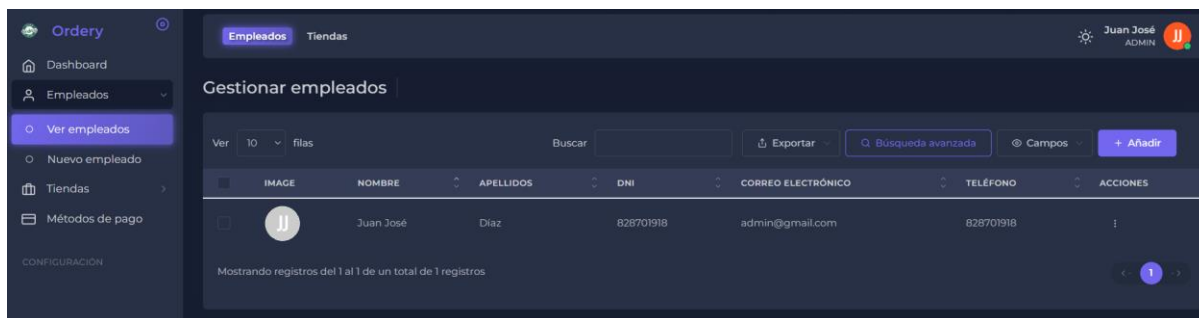 Ordery
Dashboard
Empleados
Ver empleados
Nuevo empleado
Tiendas
Métodos de pago
CONFIGURACIÓN
Empleados Tiendas
Juan José
ADMIN
JJ
Gestionar empleados
Ver 10 filas Buscar Exportar Búsqueda avanzada Campos + Añadir
IMAGE NOMBRE APELLIDOS DNI CORREO ELECTRÓNICO TELÉFONO ACCIONES
JJ Juan José Díaz 828701918 admin@gmail.com 828701918
Mostrando registros del 1 al 1 de un total de 1 registros
1